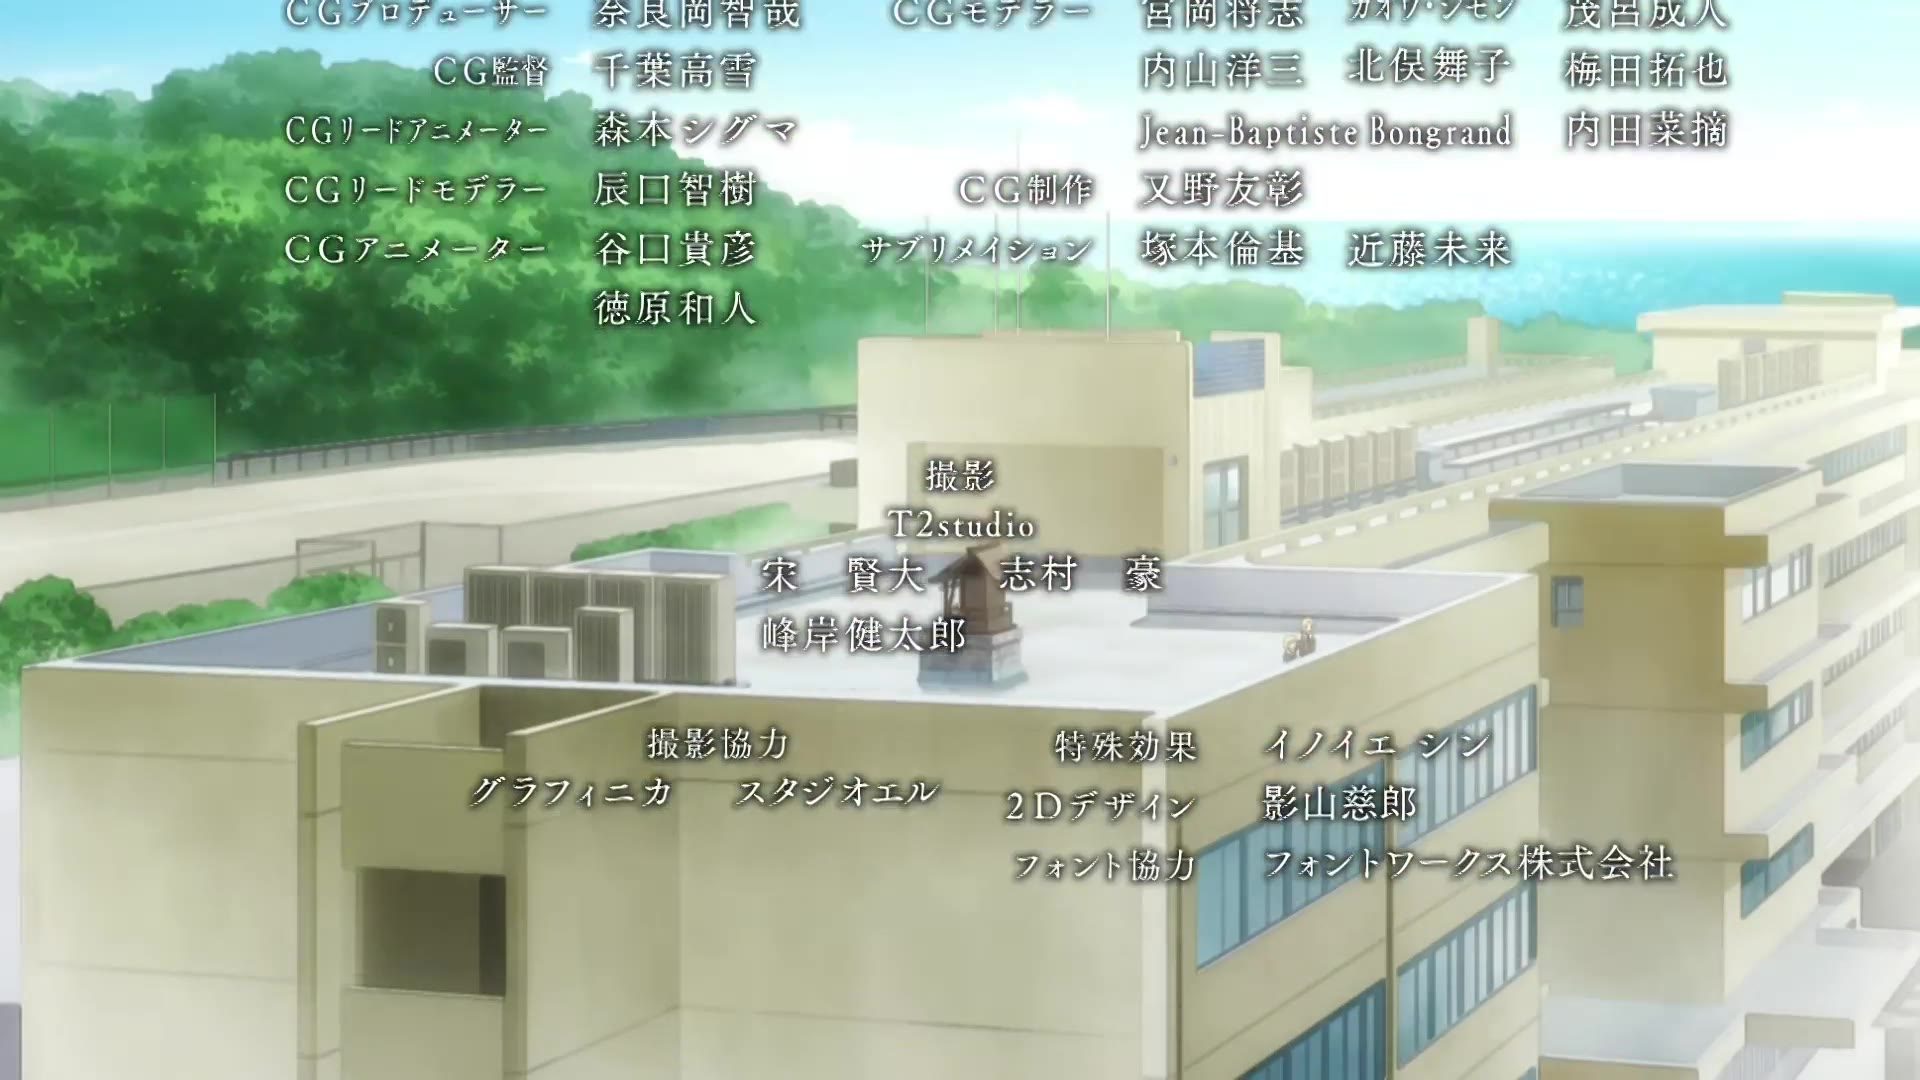 CGプロデューサー 奈良岡智哉 CGモデラー 宮岡将志 ガオワ・シモン 茂呂成人
CG監督 千葉高雪 内山洋三 北俣舞子 梅田拓也
CGリードアニメーター 森本シグマ Jean-Baptiste Bongrand 内田菜摘
CGリードモデラー 辰口智樹 CG制作 又野友彰
CGアニメーター 谷口貴彦 サブリメイション 塚本倫基 近藤未来
徳原和人
撮影
T2studio
宋 賢大 志村 豪
峰岸健太郎
撮影協力
グラフィニカ スタジオエル
特殊効果 イノイエ シン
2Dデザイン 影山慈郎
フォント協力 フォントワークス株式会社